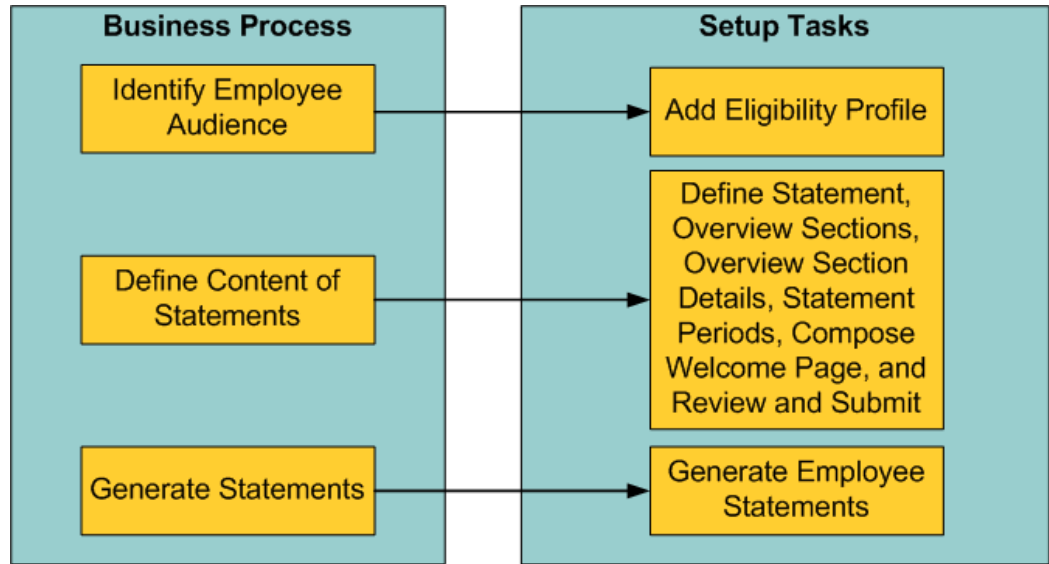 Business Process
Identify Employee
Audience
Define Content of
Statements
Generate Statements
Setup Tasks
Add Eligibility Profile
Define Statement,
Overview Sections,
Overview Section
Details, Statement
Periods, Compose
Welcome Page, and
Review and Submit
Generate Employee
Statements